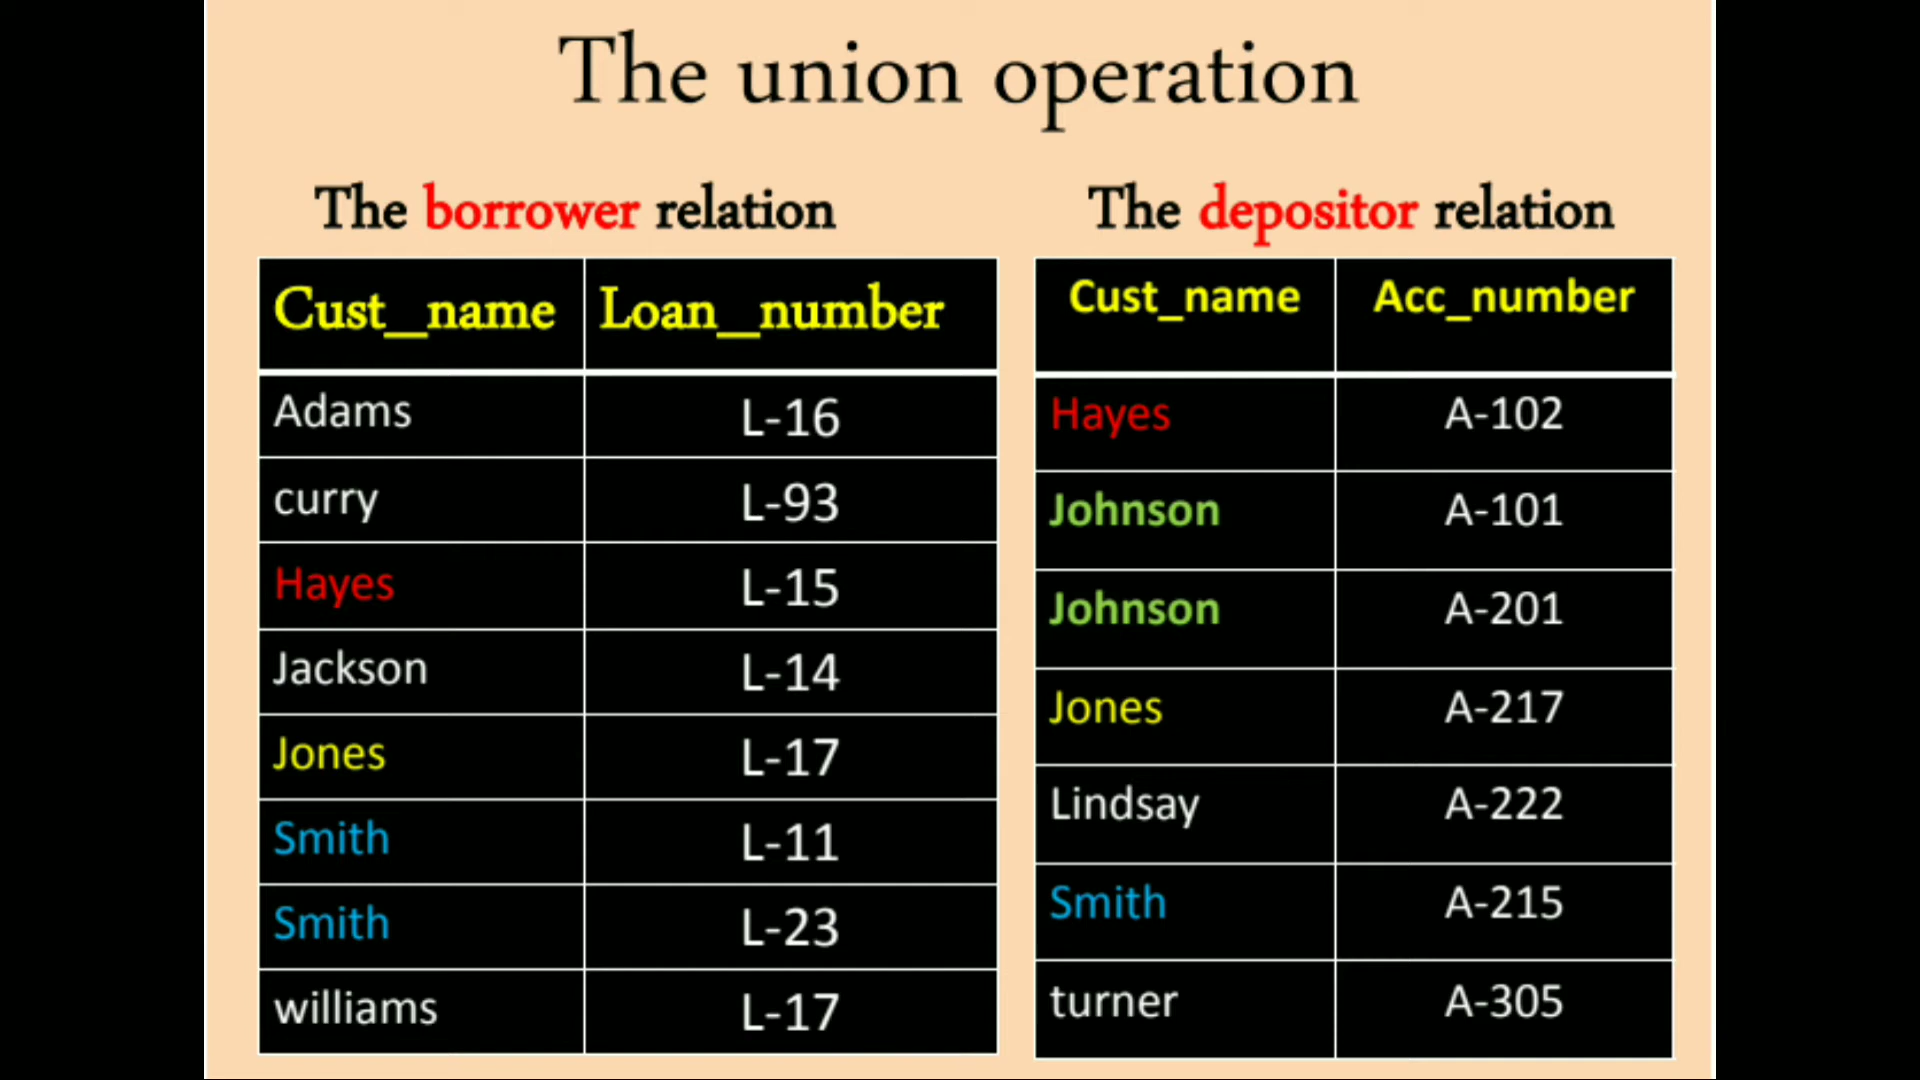 The union operation
The borrower relation
Cust_name Loan_number
Adams L-16
curry L-93
Hayes L-15
Jackson L-14
Jones L-17
Smith L-11
Smith L-23
williams L-17
The depositor relation
Cust_name Acc_number
Hayes A-102
Johnson A-101
Johnson A-201
Jones A-217
Lindsay A-222
Smith A-215
turner A-305